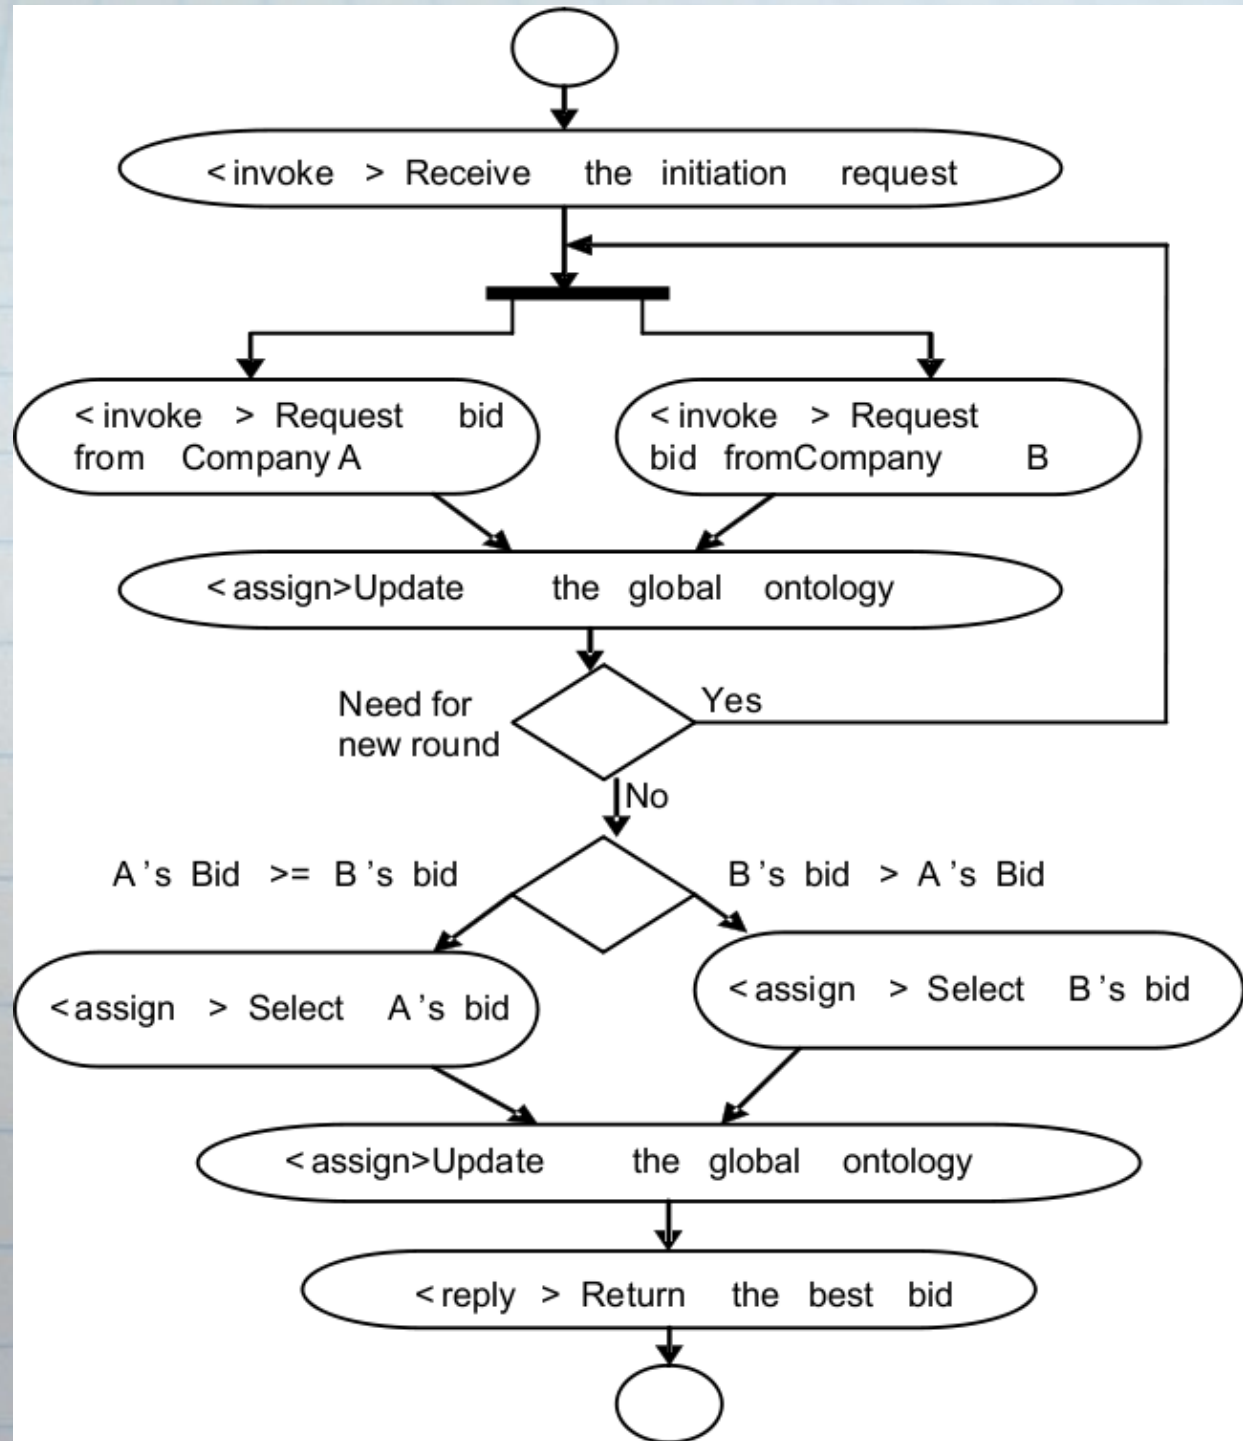 <invoke > Receive the initiation request
<invoke > Request bid
from Company A
<invoke > Request
bid fromCompany B
<assign>Update the global ontology
Need for
new round
Yes
No
A's Bid >= B's bid
B's bid > A's Bid
<assign > Select A's bid
<assign > Select B's bid
<assign>Update the global ontology
<reply > Return the best bid